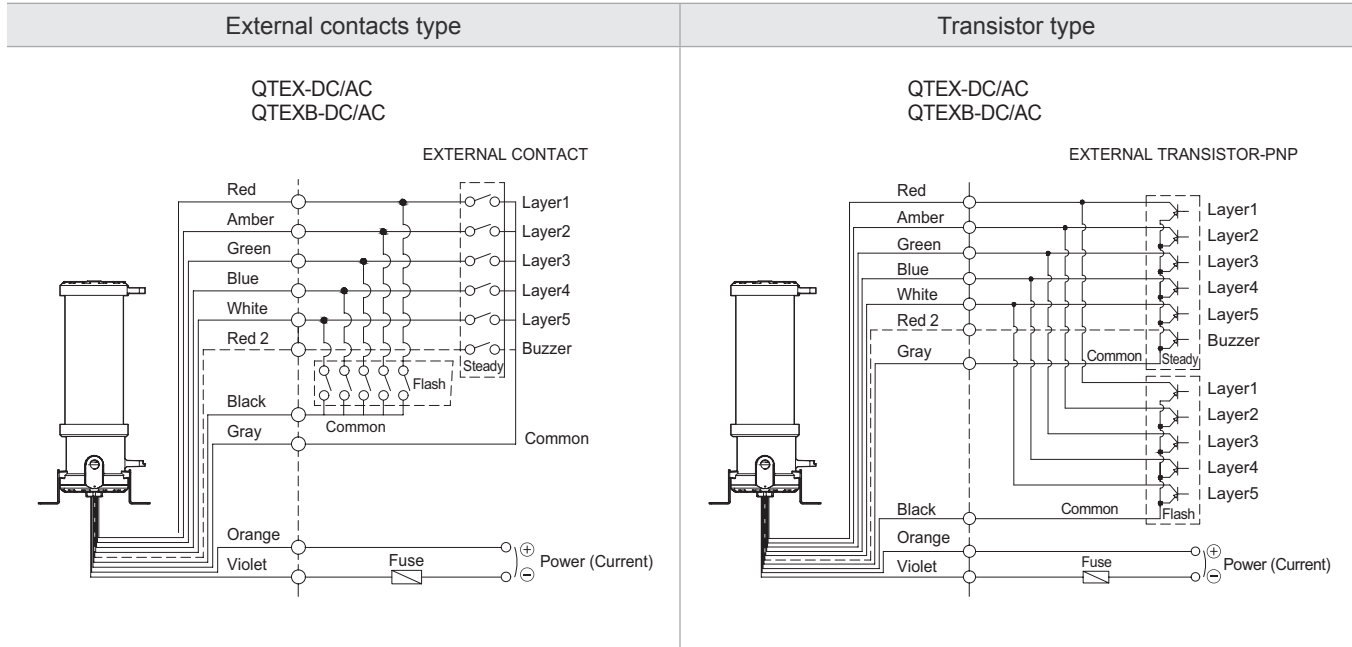 External contacts type
QTEX-DC/AC
QTEXB-DC/AC
EXTERNAL CONTACT
Red
Layer1
Amber
Layer2
Green
Layer3
Blue
Layer4
White
Layer5
Red 2
Buzzer
Steady
Flash
Black
Common
Gray
Common
Orange
Violet
Fuse
+
-
Power (Current)
Transistor type
QTEX-DC/AC
QTEXB-DC/AC
EXTERNAL TRANSISTOR-PNP
Red
Layer1
Amber
Layer2
Green
Layer3
Blue
Layer4
White
Layer5
Red 2
Buzzer
Gray
Common
Steady
Layer1
Layer2
Layer3
Layer4
Layer5
Black
Common
Flash
Orange
Violet
Fuse
+
-
Power (Current)